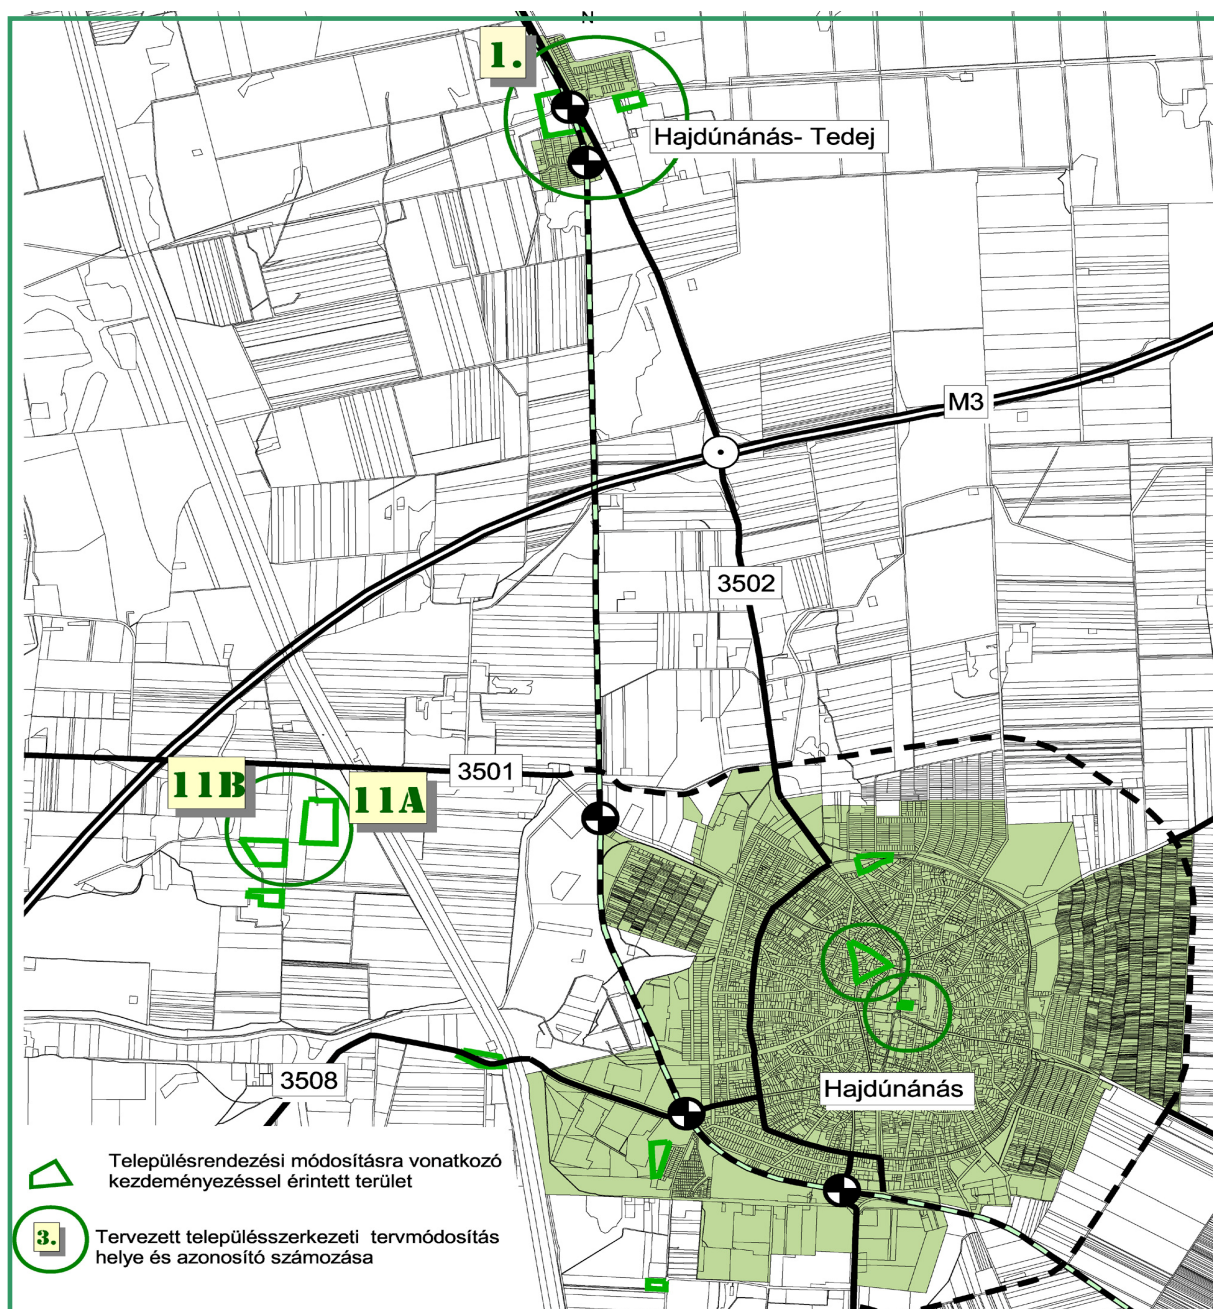 N
1.
Hajdúnánás- Tedej
M3
3502
3501
11B
11A
3508
Hajdúnánás
Településrendezési módosításra vonatkozó
kezdeményezéssel érintett terület
3.
Tervezett településszerkezeti tervmódosítás
helye és azonosító számozása